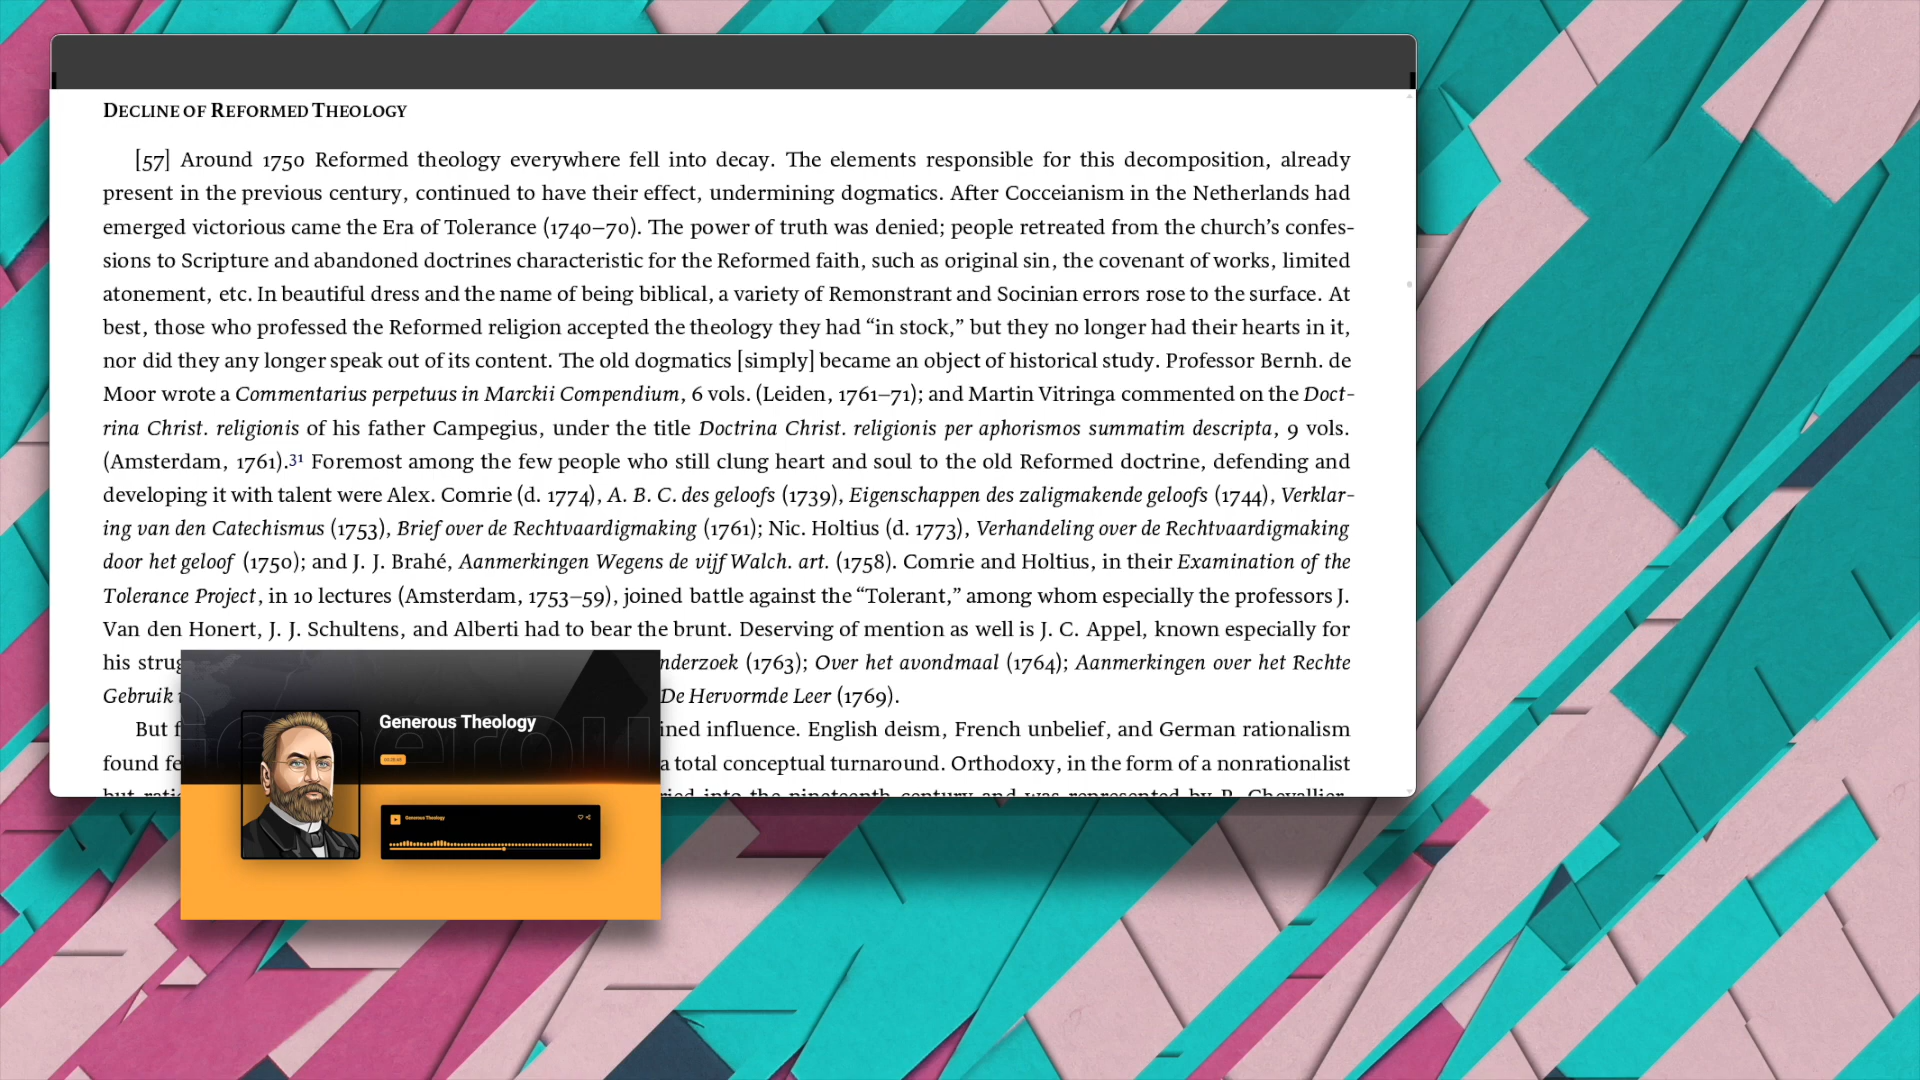 DECLINE OF REFORMED THEOLOGY
[57] Around 1750 Reformed theology everywhere fell into decay. The elements responsible for this decomposition, already
present in the previous century, continued to have their effect, undermining dogmatics. After Cocceianism in the Netherlands had
emerged victorious came the Era of Tolerance (1740–70). The power of truth was denied; people retreated from the church’s confes-
sions to Scripture and abandoned doctrines characteristic for the Reformed faith, such as original sin, the covenant of works, limited
atonement, etc. In beautiful dress and the name of being biblical, a variety of Remonstrant and Socinian errors rose to the surface. At
best, those who professed the Reformed religion accepted the theology they had “in stock,” but they no longer had their hearts in it,
nor did they any longer speak out of its content. The old dogmatics [simply] became an object of historical study. Professor Bernh. de
Moor wrote a Commentarius perpetuus in Marckii Compendium, 6 vols. (Leiden, 1761–71); and Martin Vitringa commented on the Doct-
rina Christ. religionis of his father Campegius, under the title Doctrina Christ. religionis per aphorismos summatim descripta, 9 vols.
(Amsterdam, 1761).31 Foremost among the few people who still clung heart and soul to the old Reformed doctrine, defending and
developing it with talent were Alex. Comrie (d. 1774), A. B. C. des geloofs (1739), Eigenschappen des zaligmakende geloofs (1744), Verklar-
ing van den Catechismus (1753), Brief over de Rechtvaardigmaking (1761); Nic. Holtius (d. 1773), Verhandeling over de Rechtvaardigmaking
door het geloof (1750); and J. J. Brahé, Aanmerkingen Wegens de vijf Walch. art. (1758). Comrie and Holtius, in their Examination of the
Tolerance Project, in 10 lectures (Amsterdam, 1753–59), joined battle against the “Tolerant,” among whom especially the professors J.
Van den Honert, J. J. Schultens, and Alberti had to bear the brunt. Deserving of mention as well is J. C. Appel, known especially for
his strug nderzoek (1763); Over het avondmaal (1764); Aanmerkingen over het Rechte
Gebruik De Hervormde Leer (1769).
But f ined influence. English deism, French unbelief, and German rationalism
found fe a total conceptual turnaround. Orthodoxy, in the form of a nonrationalist
into the nineteenth century and was represented by P. Chevallier,
Generous Theology
Generous Theology